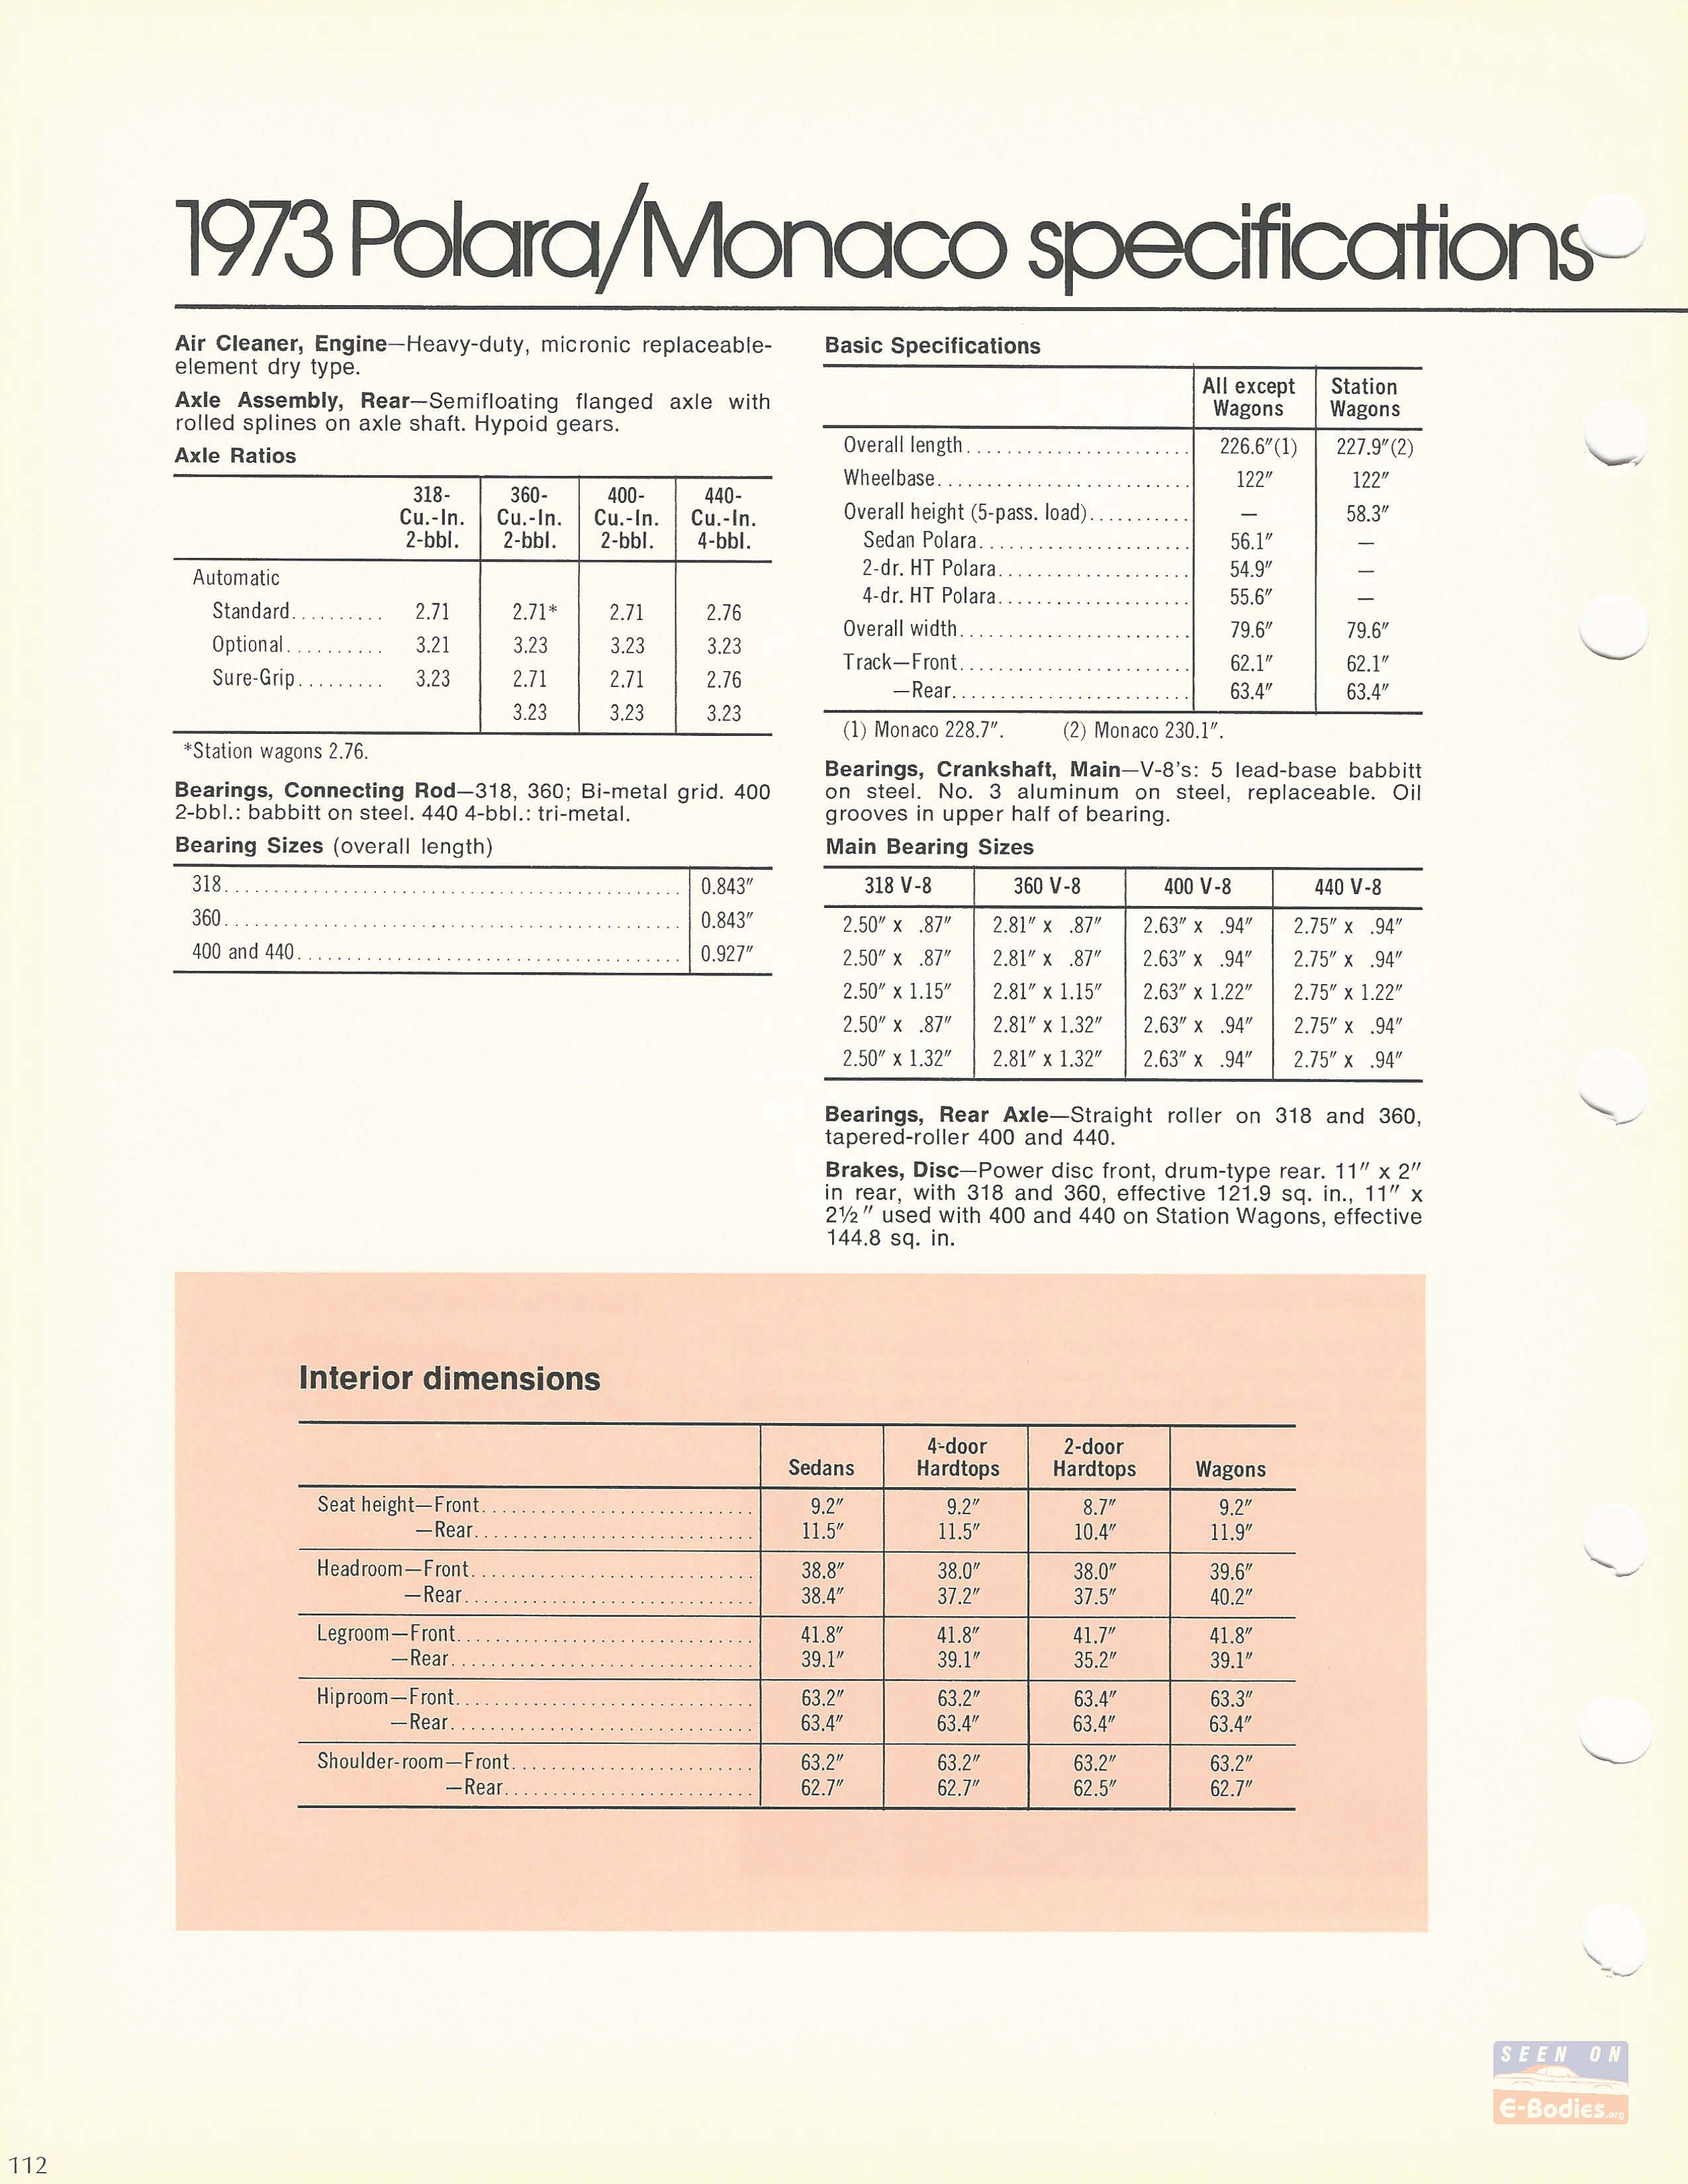 1973 Polara/Monaco specifications
Air Cleaner, Engine—Heavy-duty, micronic replaceable-
element dry type.
Axle Assembly, Rear—Semifloating flanged axle with
rolled splines on axle shaft. Hypoid gears.
Axle Ratios
318- 360- 400- 440-
Cu.-In. Cu.-In. Cu.-In. Cu.-In.
2-bbl. 2-bbl. 2-bbl. 4-bbl.
Automatic
Standard.......... 2.71 2.71* 2.71 2.76
Optional.......... 3.21 3.23 3.23 3.23
Sure-Grip......... 3.23 2.71 2.71 2.76
3.23 3.23 3.23
*Station wagons 2.76.
Bearings, Connecting Rod—318, 360; Bi-metal grid. 400
2-bbl.: babbitt on steel. 440 4-bbl.: tri-metal.
Bearing Sizes (overall length)
318.............................................. 0.843″
360.............................................. 0.843″
400 and 440...................................... 0.927″
Basic Specifications
All except Station
Wagons Wagons
Overall length...................... 226.6″(1) 227.9″(2)
Wheelbase......................... 122″ 122″
Overall height (5-pass. load).......... — 58.3″
Sedan Polara..................... 56.1″ —
2-dr. HT Polara................... 54.9″ —
4-dr. HT Polara................... 55.6″ —
Overall width....................... 79.6″ 79.6″
Track—Front....................... 62.1″ 62.1″
—Rear........................ 63.4″ 63.4″
(1) Monaco 228.7″. (2) Monaco 230.1″.
Bearings, Crankshaft, Main—V-8's: 5 lead-base babbitt
on steel. No. 3 aluminum on steel, replaceable. Oil
grooves in upper half of bearing.
Main Bearing Sizes
318 V-8 360 V-8 400 V-8 440 V-8
2.50″ x .87″ 2.81″ x .87″ 2.63″ x .94″ 2.75″ x .94″
2.50″ x .87″ 2.81″ x .87″ 2.63″ x .94″ 2.75″ x .94″
2.50″ x 1.15″ 2.81″ x 1.15″ 2.63″ x 1.22″ 2.75″ x 1.22″
2.50″ x .87″ 2.81″ x 1.32″ 2.63″ x .94″ 2.75″ x .94″
2.50″ x 1.32″ 2.81″ x 1.32″ 2.63″ x .94″ 2.75″ x .94″
Bearings, Rear Axle—Straight roller on 318 and 360,
tapered-roller 400 and 440.
Brakes, Disc—Power disc front, drum-type rear. 11″ x 2″
in rear, with 318 and 360, effective 121.9 sq. in., 11″ x
2½″ used with 400 and 440 on Station Wagons, effective
144.8 sq. in.
Interior dimensions
4-door 2-door
Sedans Hardtops Hardtops Wagons
Seat height—Front............................ 9.2″ 9.2″ 8.7″ 9.2″
—Rear............................ 11.5″ 11.5″ 10.4″ 11.9″
Headroom—Front............................. 38.8″ 38.0″ 38.0″ 39.6″
—Rear............................. 38.4″ 37.2″ 37.5″ 40.2″
Legroom—Front............................... 41.8″ 41.8″ 41.7″ 41.8″
—Rear............................... 39.1″ 39.1″ 35.2″ 39.1″
Hiproom—Front............................... 63.2″ 63.2″ 63.4″ 63.3″
—Rear............................... 63.4″ 63.4″ 63.4″ 63.4″
Shoulder-room—Front......................... 63.2″ 63.2″ 63.2″ 63.2″
—Rear......................... 62.7″ 62.7″ 62.5″ 62.7″
SEEN ON
E-Bodies.org
112